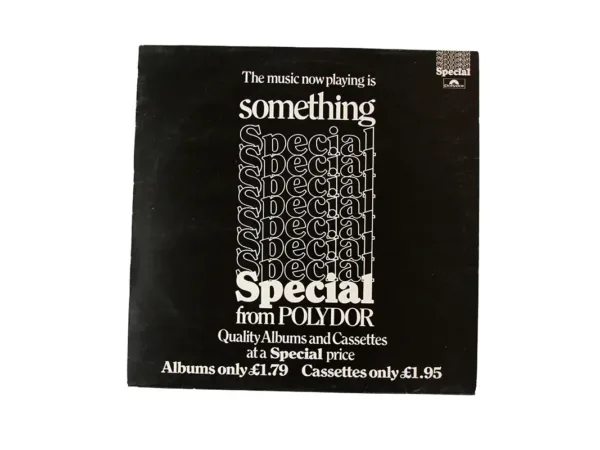 Special
Polydor
The music now playing is
something
Special
Special
Special
Special
Special
Special
Special
Special
from POLYDOR
Quality Albums and Cassettes
at a Special price
Albums only £1.79 Cassettes only £1.95